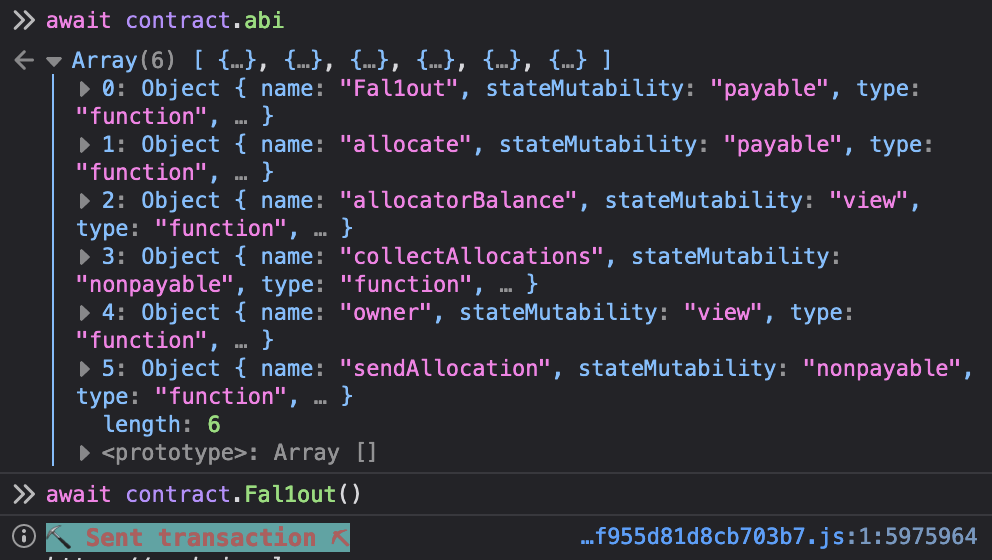 >> await contract.abi
← ▼ Array(6) [ {…}, {…}, {…}, {…}, {…}, {…} ]
▶ 0: Object { name: "Fal1out", stateMutability: "payable", type:
"function", … }
▶ 1: Object { name: "allocate", stateMutability: "payable", type:
"function", … }
▶ 2: Object { name: "allocatorBalance", stateMutability: "view",
type: "function", … }
▶ 3: Object { name: "collectAllocations", stateMutability:
"nonpayable", type: "function", … }
▶ 4: Object { name: "owner", stateMutability: "view", type:
"function", … }
▶ 5: Object { name: "sendAllocation", stateMutability: "nonpayable",
type: "function", … }
length: 6
▶ <prototype>: Array []
>> await contract.Fal1out()
⛏ Sent transaction ⛏ …f955d81d8cb703b7.js:1:5975964